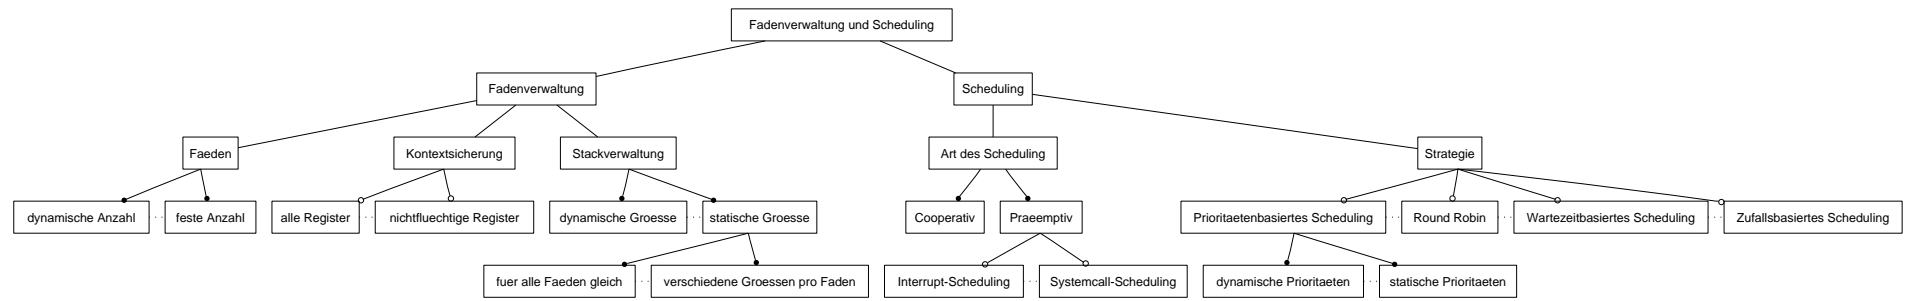 Fadenverwaltung und Scheduling
Fadenverwaltung
Scheduling
Faeden
Kontextsicherung
Stackverwaltung
Art des Scheduling
Strategie
dynamische Anzahl
feste Anzahl
alle Register
nichtfluechtige Register
dynamische Groesse
statische Groesse
Cooperativ
Praeemptiv
Prioritaetenbasiertes Scheduling
Round Robin
Wartezeitbasiertes Scheduling
Zufallsbasiertes Scheduling
fuer alle Faeden gleich
verschiedene Groessen pro Faden
Interrupt-Scheduling
Systemcall-Scheduling
dynamische Prioritaeten
statische Prioritaeten